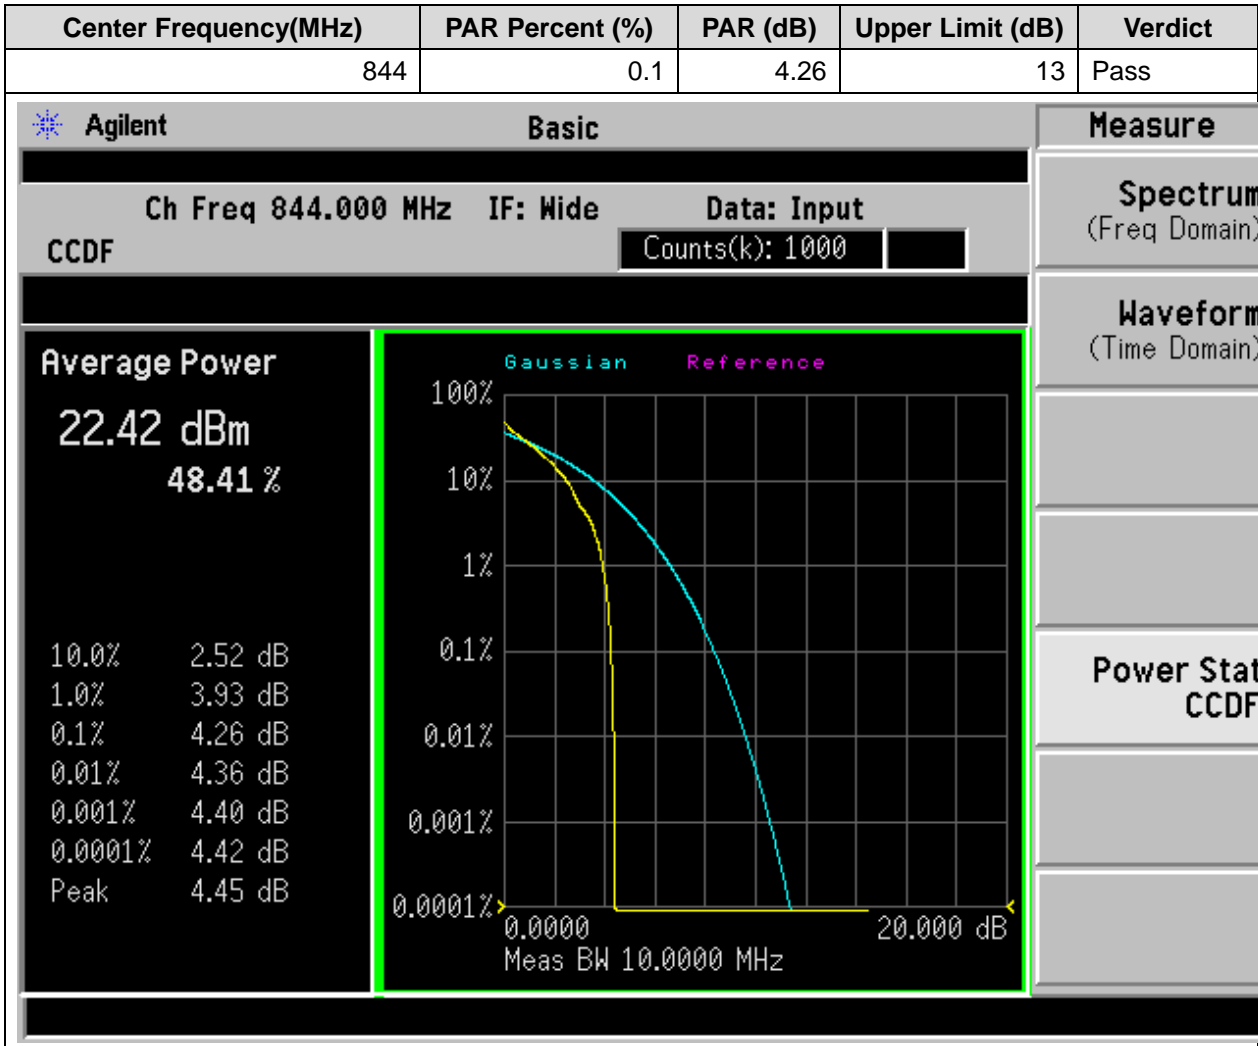 Center Frequency(MHz) PAR Percent (%) PAR (dB) Upper Limit (dB) Verdict
844 0.1 4.26 13 Pass
Agilent Basic Measure
Ch Freq 844.000 MHz IF: Wide Data: Input
CCDF Counts(k): 1000
Spectrum
(Freq Domain)
Waveform
(Time Domain)
Power Stat
CCDF
Average Power
22.42 dBm
48.41 %
10.0% 2.52 dB
1.0% 3.93 dB
0.1% 4.26 dB
0.01% 4.36 dB
0.001% 4.40 dB
0.0001% 4.42 dB
Peak 4.45 dB
Gaussian Reference
100%
10%
1%
0.1%
0.01%
0.001%
0.0001%
0.0000 20.000 dB
Meas BW 10.0000 MHz